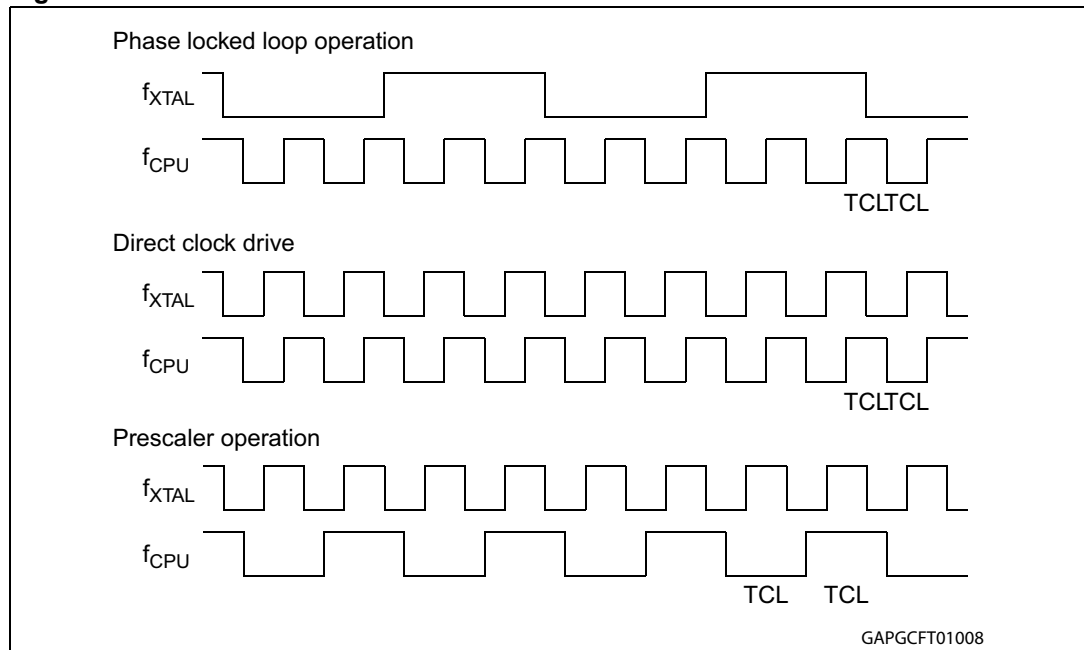 Phase locked loop operation
fXTAL
fCPU
TCLTCL
Direct clock drive
fXTAL
fCPU
TCLTCL
Prescaler operation
fXTAL
fCPU
TCL TCL
GAPGCFT01008